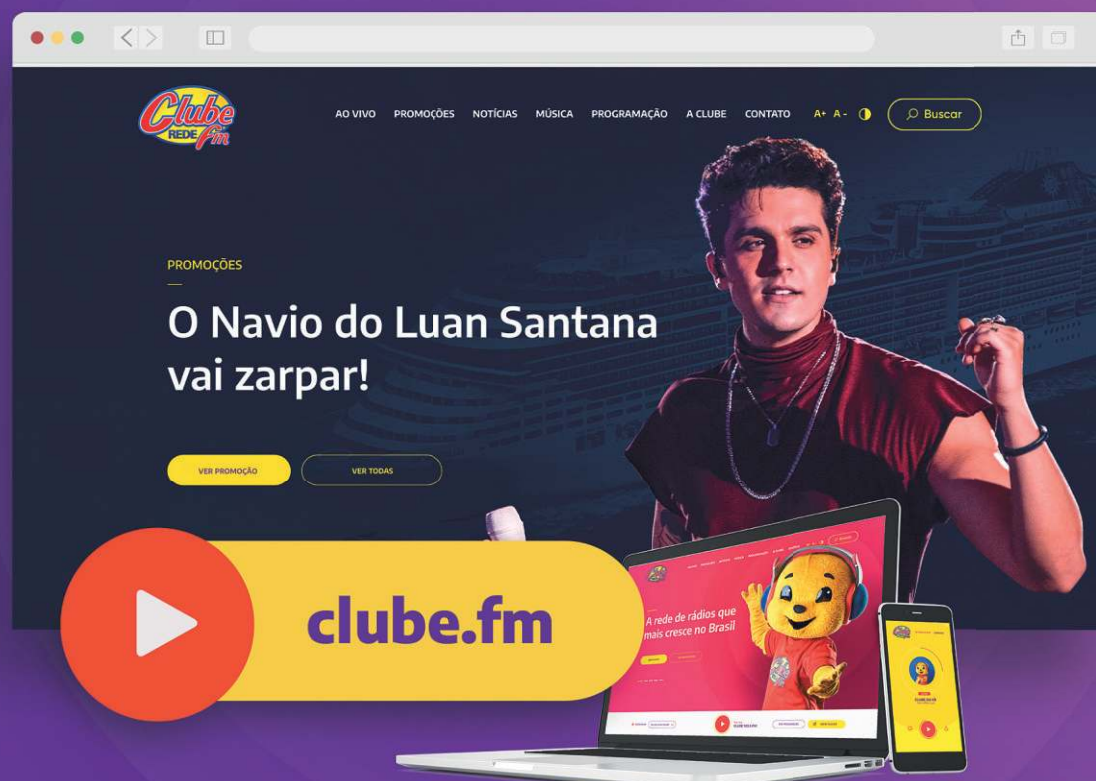 Clube
REDE fm
AO VIVO PROMOÇÕES NOTÍCIAS MÚSICA PROGRAMAÇÃO A CLUBE CONTATO A+ A- Buscar
PROMOÇÕES
O Navio do Luan Santana
vai zarpar!
VER PROMOÇÃO VER TODAS
clube.fm
A rede de rádios que
mais cresce no Brasil